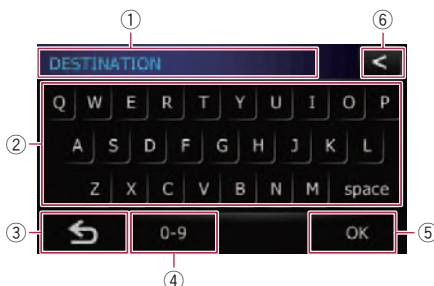 ① ⑥
DESTINATION <
Q W E R T Y U I O P
② A S D F G H J K L
Z X C V B N M space
③ 0-9 OK ⑤
④